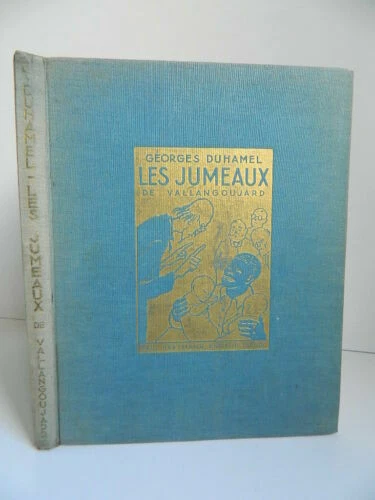 GEORGES DUHAMEL
LES JUMEAUX
DE VALLANGOUJARD
DUHAMEL · LES JUMEAUX DE VALLANGOUJARD